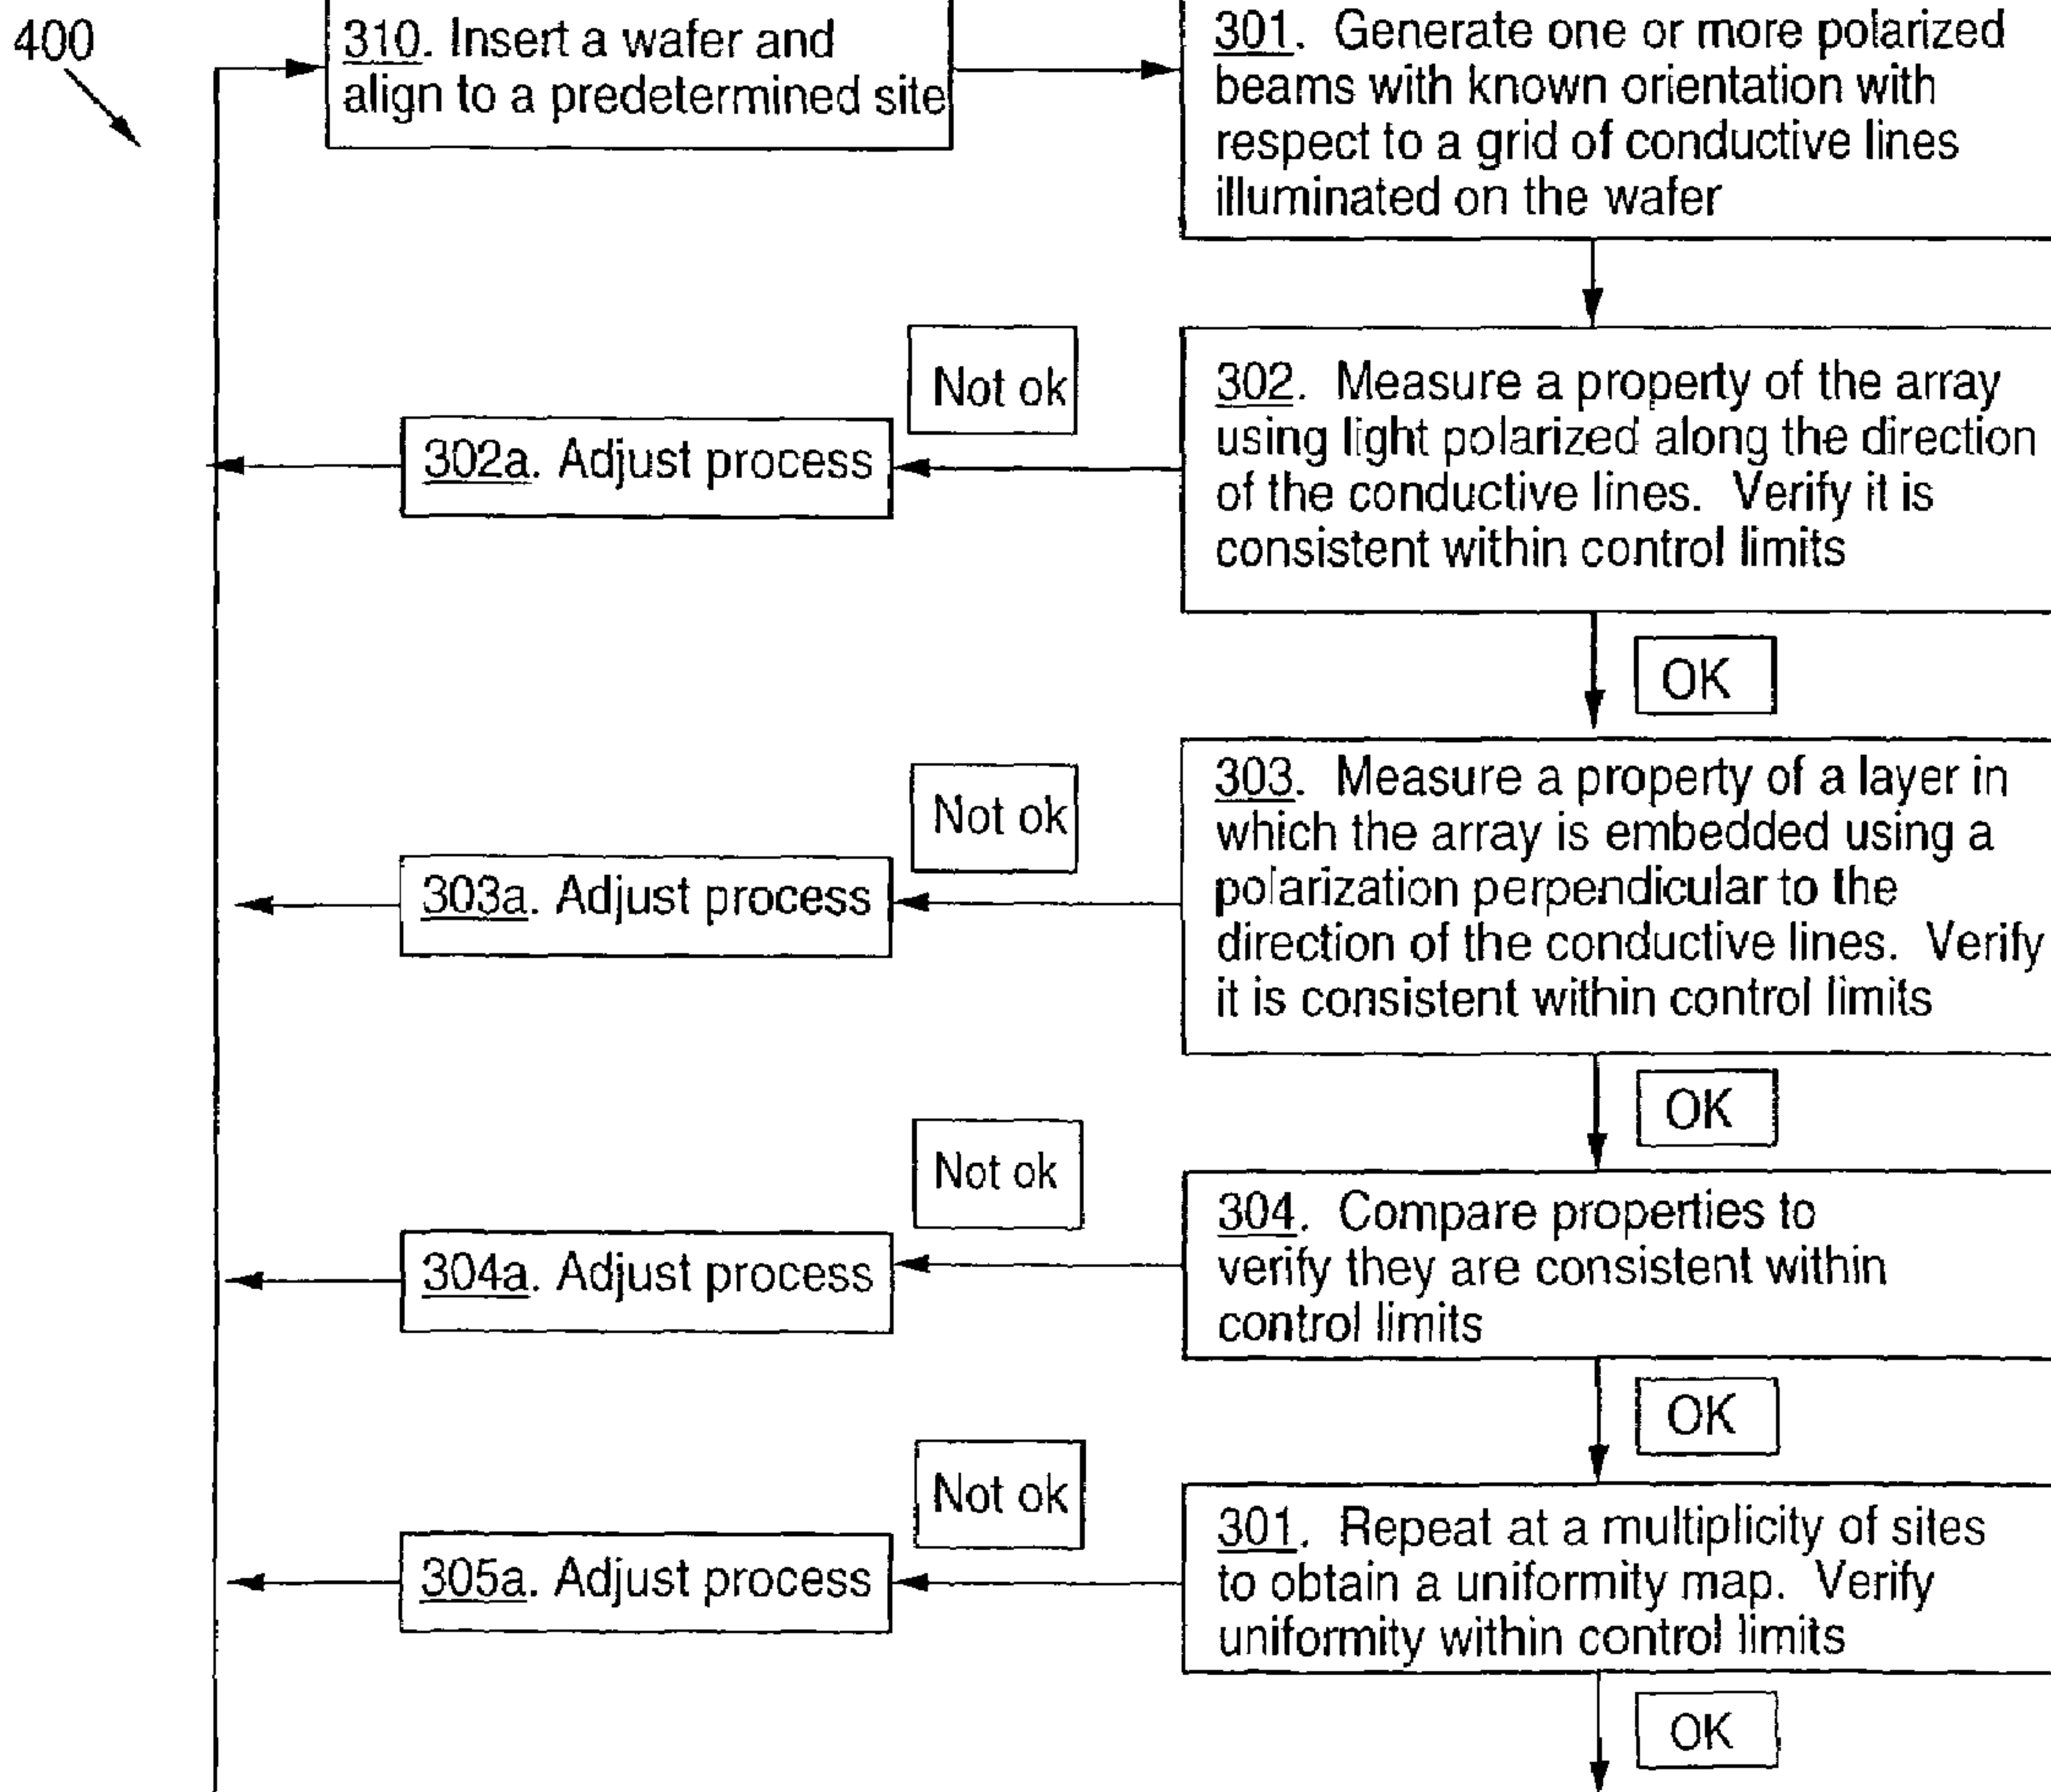 400
310. Insert a wafer and
align to a predetermined site
301. Generate one or more polarized
beams with known orientation with
respect to a grid of conductive lines
illuminated on the wafer
Not ok
302. Measure a property of the array
using light polarized along the direction
of the conductive lines. Verify it is
consistent within control limits
302a. Adjust process
OK
Not ok
303. Measure a property of a layer in
which the array is embedded using a
polarization perpendicular to the
direction of the conductive lines. Verify
it is consistent within control limits
303a. Adjust process
OK
Not ok
304. Compare properties to
verify they are consistent within
control limits
304a. Adjust process
OK
Not ok
301. Repeat at a multiplicity of sites
to obtain a uniformity map. Verify
uniformity within control limits
305a. Adjust process
OK